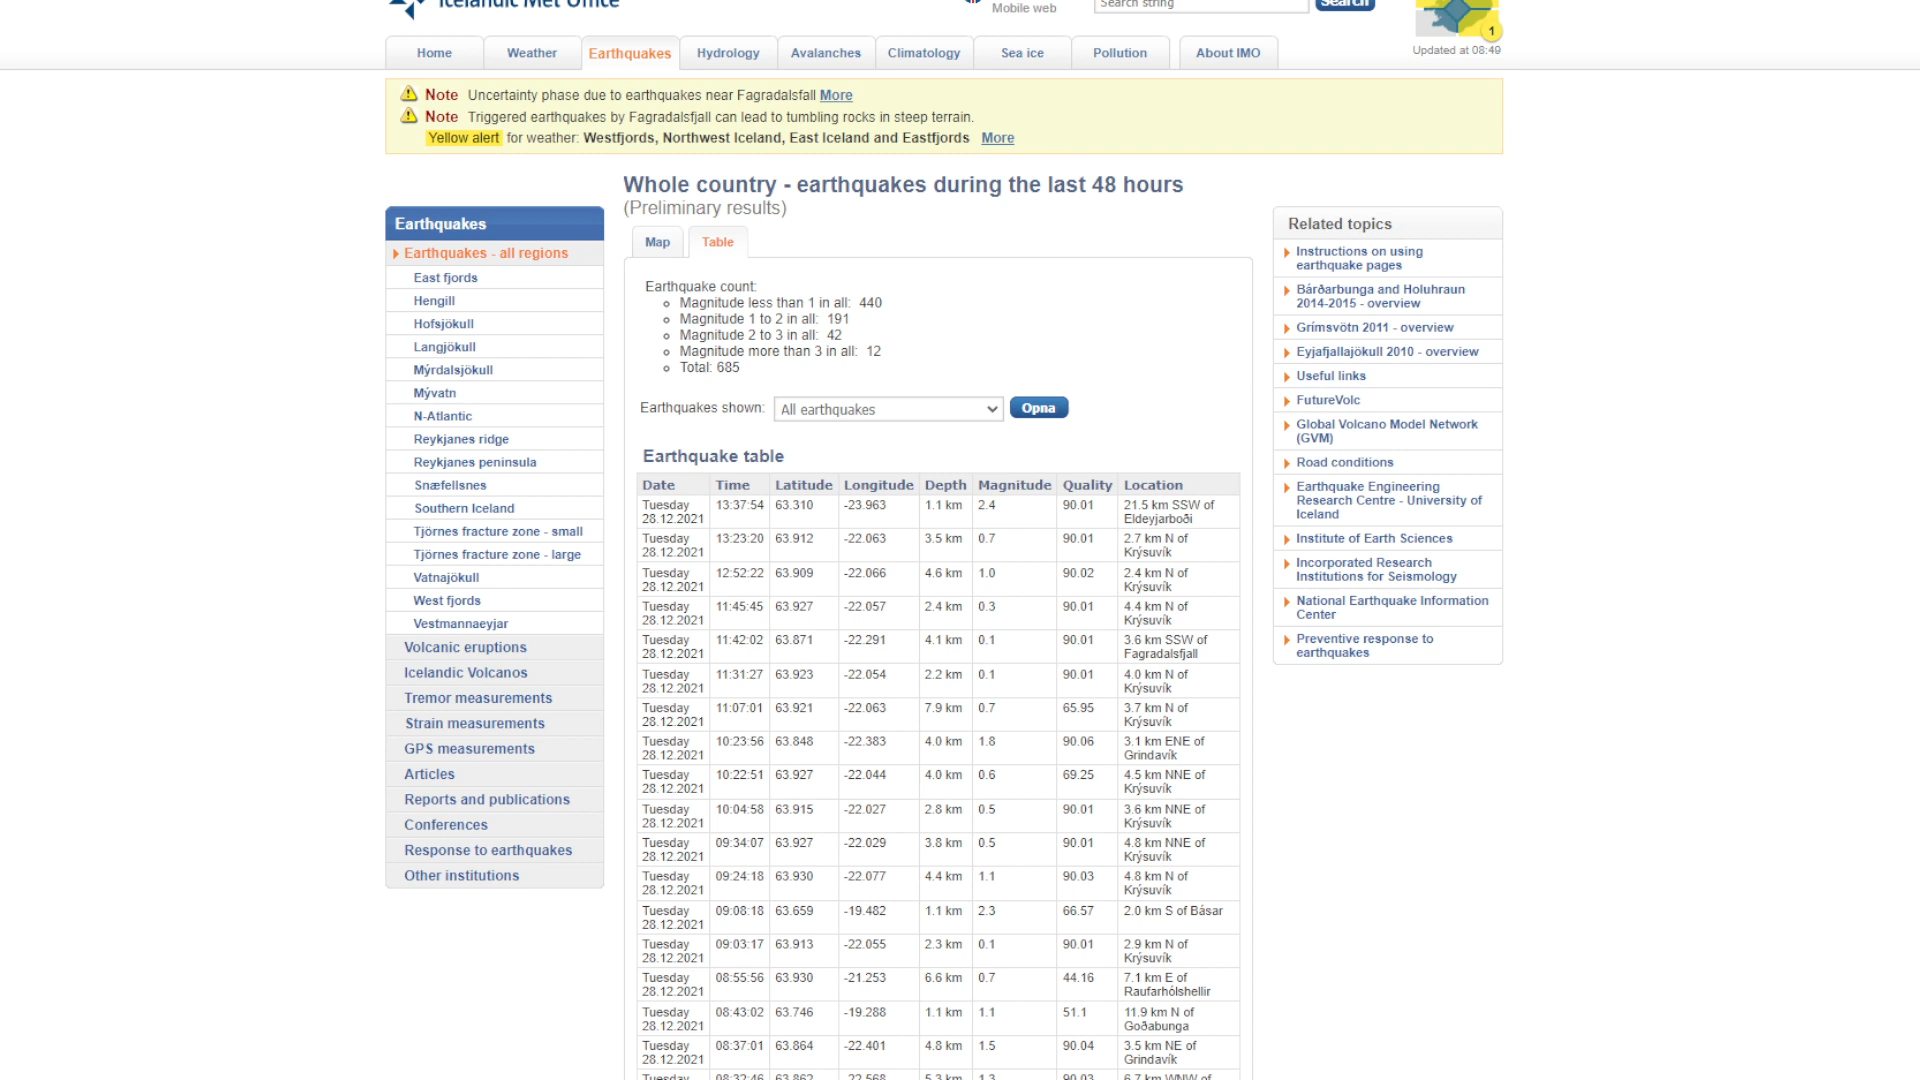 Icelandic Met Office
Mobile web
Search string
Search
1
Updated at 08:49
Home
Weather
Earthquakes
Hydrology
Avalanches
Climatology
Sea ice
Pollution
About IMO
Note Uncertainty phase due to earthquakes near Fagradalsfall More
Note Triggered earthquakes by Fagradalsfjall can lead to tumbling rocks in steep terrain.
Yellow alert for weather: Westfjords, Northwest Iceland, East Iceland and Eastfjords More
Earthquakes
Earthquakes - all regions
East fjords
Hengill
Hofsjökull
Langjökull
Mýrdalsjökull
Mývatn
N-Atlantic
Reykjanes ridge
Reykjanes peninsula
Snæfellsnes
Southern Iceland
Tjörnes fracture zone - small
Tjörnes fracture zone - large
Vatnajökull
West fjords
Vestmannaeyjar
Volcanic eruptions
Icelandic Volcanos
Tremor measurements
Strain measurements
GPS measurements
Articles
Reports and publications
Conferences
Response to earthquakes
Other institutions
Whole country - earthquakes during the last 48 hours
(Preliminary results)
Map
Table
Earthquake count:
Magnitude less than 1 in all: 440
Magnitude 1 to 2 in all: 191
Magnitude 2 to 3 in all: 42
Magnitude more than 3 in all: 12
Total: 685
Earthquakes shown: All earthquakes Opna
Earthquake table
Date Time Latitude Longitude Depth Magnitude Quality Location
Tuesday 28.12.2021 13:37:54 63.310 -23.963 1.1 km 2.4 90.01 21.5 km SSW of Eldeyjarboði
Tuesday 28.12.2021 13:23:20 63.912 -22.063 3.5 km 0.7 90.01 2.7 km N of Krýsuvík
Tuesday 28.12.2021 12:52:22 63.909 -22.066 4.6 km 1.0 90.02 2.4 km N of Krýsuvík
Tuesday 28.12.2021 11:45:45 63.927 -22.057 2.4 km 0.3 90.01 4.4 km N of Krýsuvík
Tuesday 28.12.2021 11:42:02 63.871 -22.291 4.1 km 0.1 90.01 3.6 km SSW of Fagradalsfjall
Tuesday 28.12.2021 11:31:27 63.923 -22.054 2.2 km 0.1 90.01 4.0 km N of Krýsuvík
Tuesday 28.12.2021 11:07:01 63.921 -22.063 7.9 km 0.7 65.95 3.7 km N of Krýsuvík
Tuesday 28.12.2021 10:23:56 63.848 -22.383 4.0 km 1.8 90.06 3.1 km ENE of Grindavík
Tuesday 28.12.2021 10:22:51 63.927 -22.044 4.0 km 0.6 69.25 4.5 km NNE of Krýsuvík
Tuesday 28.12.2021 10:04:58 63.915 -22.027 2.8 km 0.5 90.01 3.6 km NNE of Krýsuvík
Tuesday 28.12.2021 09:34:07 63.927 -22.029 3.8 km 0.5 90.01 4.8 km NNE of Krýsuvík
Tuesday 28.12.2021 09:24:18 63.930 -22.077 4.4 km 1.1 90.03 4.8 km N of Krýsuvík
Tuesday 28.12.2021 09:08:18 63.659 -19.482 1.1 km 2.3 66.57 2.0 km S of Básar
Tuesday 28.12.2021 09:03:17 63.913 -22.055 2.3 km 0.1 90.01 2.9 km N of Krýsuvík
Tuesday 28.12.2021 08:55:56 63.930 -21.253 6.6 km 0.7 44.16 7.1 km E of Raufarhólshellir
Tuesday 28.12.2021 08:43:02 63.746 -19.288 1.1 km 1.1 51.1 11.9 km N of Goðabunga
Tuesday 28.12.2021 08:37:01 63.864 -22.401 4.8 km 1.5 90.04 3.5 km NE of Grindavík
Tuesday 08:32:46 63.862 -22.568 5.3 km 1.3 90.03 6.7 km WNW of
Related topics
Instructions on using
earthquake pages
Bárðarbunga and Holuhraun
2014-2015 - overview
Grímsvötn 2011 - overview
Eyjafjallajökull 2010 - overview
Useful links
FutureVolc
Global Volcano Model Network
(GVM)
Road conditions
Earthquake Engineering
Research Centre - University of
Iceland
Institute of Earth Sciences
Incorporated Research
Institutions for Seismology
National Earthquake Information
Center
Preventive response to
earthquakes